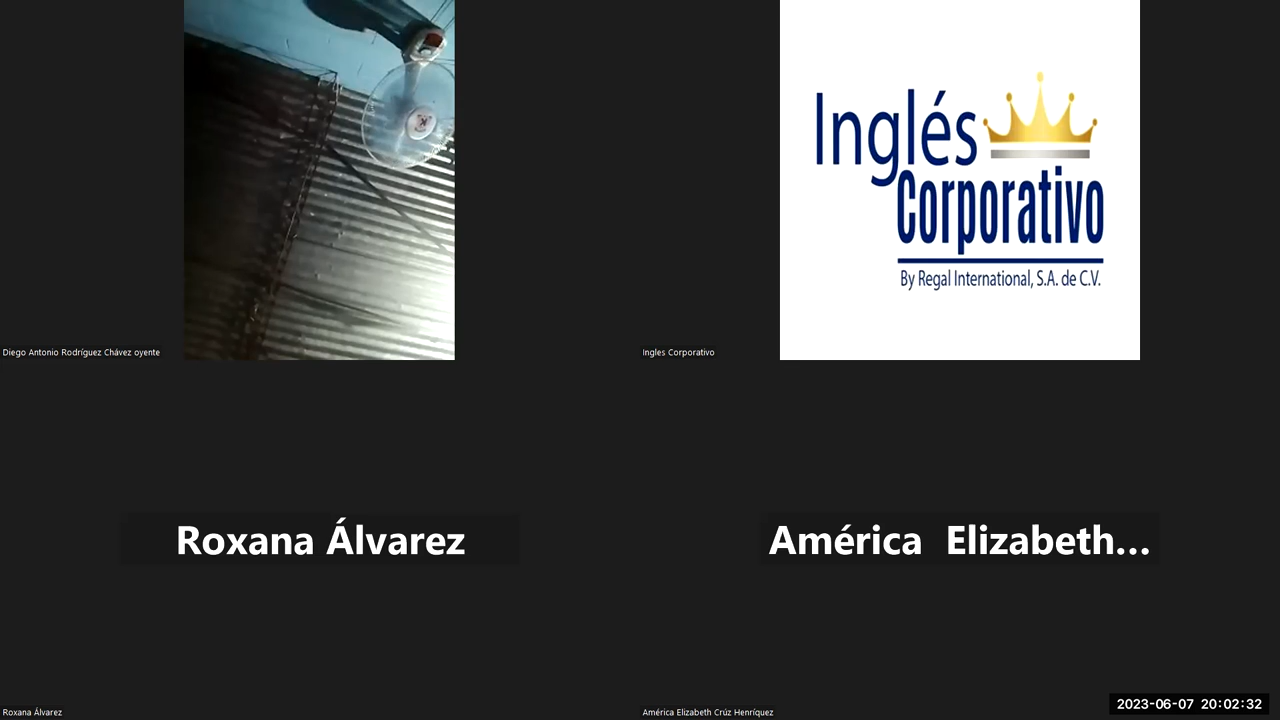 Inglés
Corporativo
By Regal International, S.A. de C.V.
Diego Antonio Rodríguez Chávez oyente
Ingles Corporativo
Roxana Álvarez
América  Elizabeth...
Roxana Álvarez
América Elizabeth Crúz Henríquez
2023-06-07 20:02:32